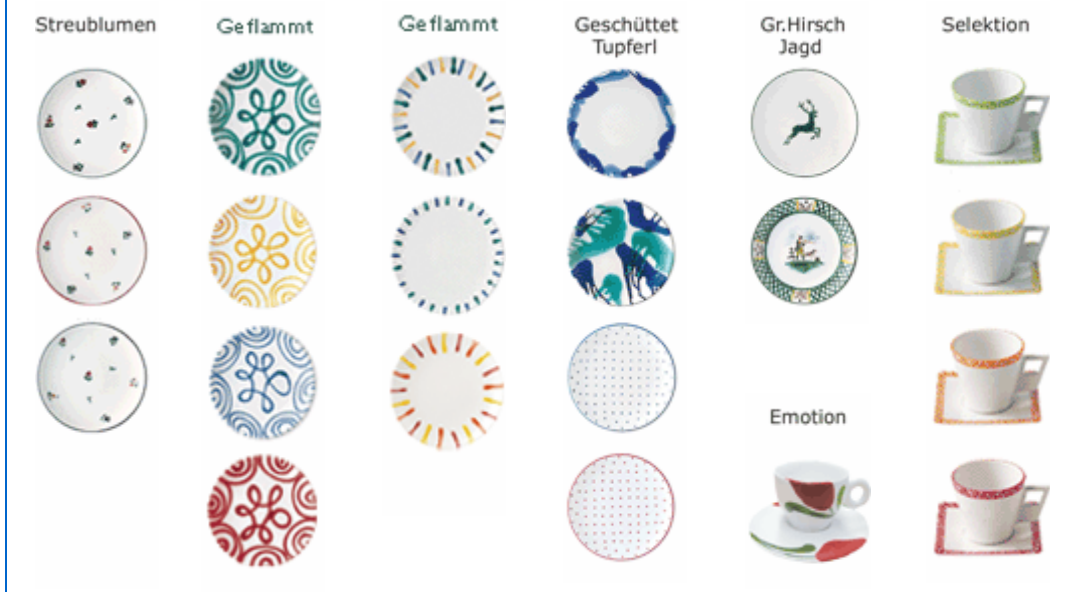 Streublumen
Geflammt
Geflammt
Geschüttet
Tupferl
Gr.Hirsch
Jagd
Selektion
Emotion